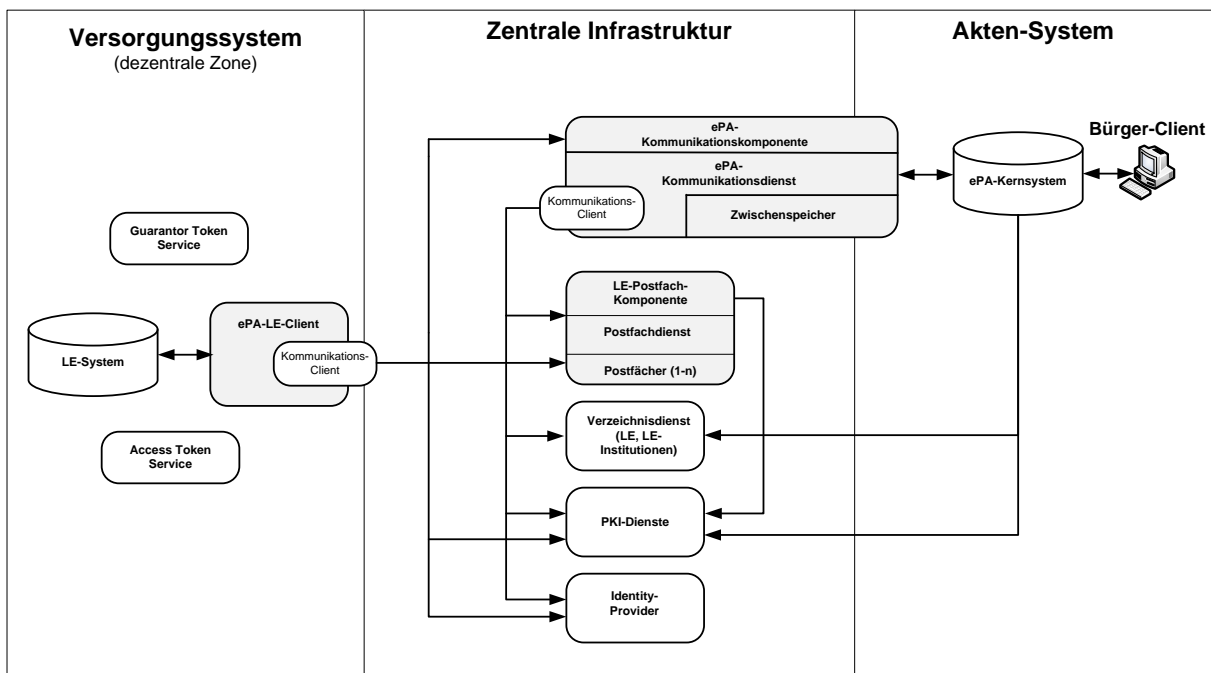 Versorgungssystem
(dezentrale Zone)
Zentrale Infrastruktur
Akten-System
ePA-
Kommunikationskomponente
ePA-
Kommunikationsdienst
Kommunikations-
Client
Zwischenspeicher
ePA-Kernsystem
Bürger-Client
Guarantor Token
Service
LE-System
ePA-LE-Client
Kommunikations-
Client
Access Token
Service
LE-Postfach-
Komponente
Postfachdienst
Postfächer (1-n)
Verzeichnisdienst
(LE, LE-
Institutionen)
PKI-Dienste
Identity-
Provider